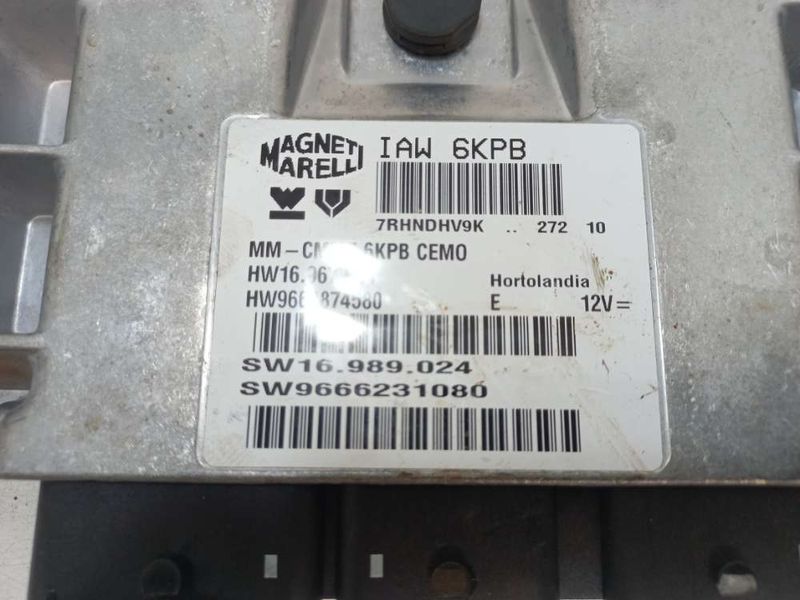 MAGNETI
MARELLI
IAW 6KPB
7RHNDHV9K .. 272 10
6KPB CEMO
Hortolandia
E 12V=
SW16.989.024
SW9666231080